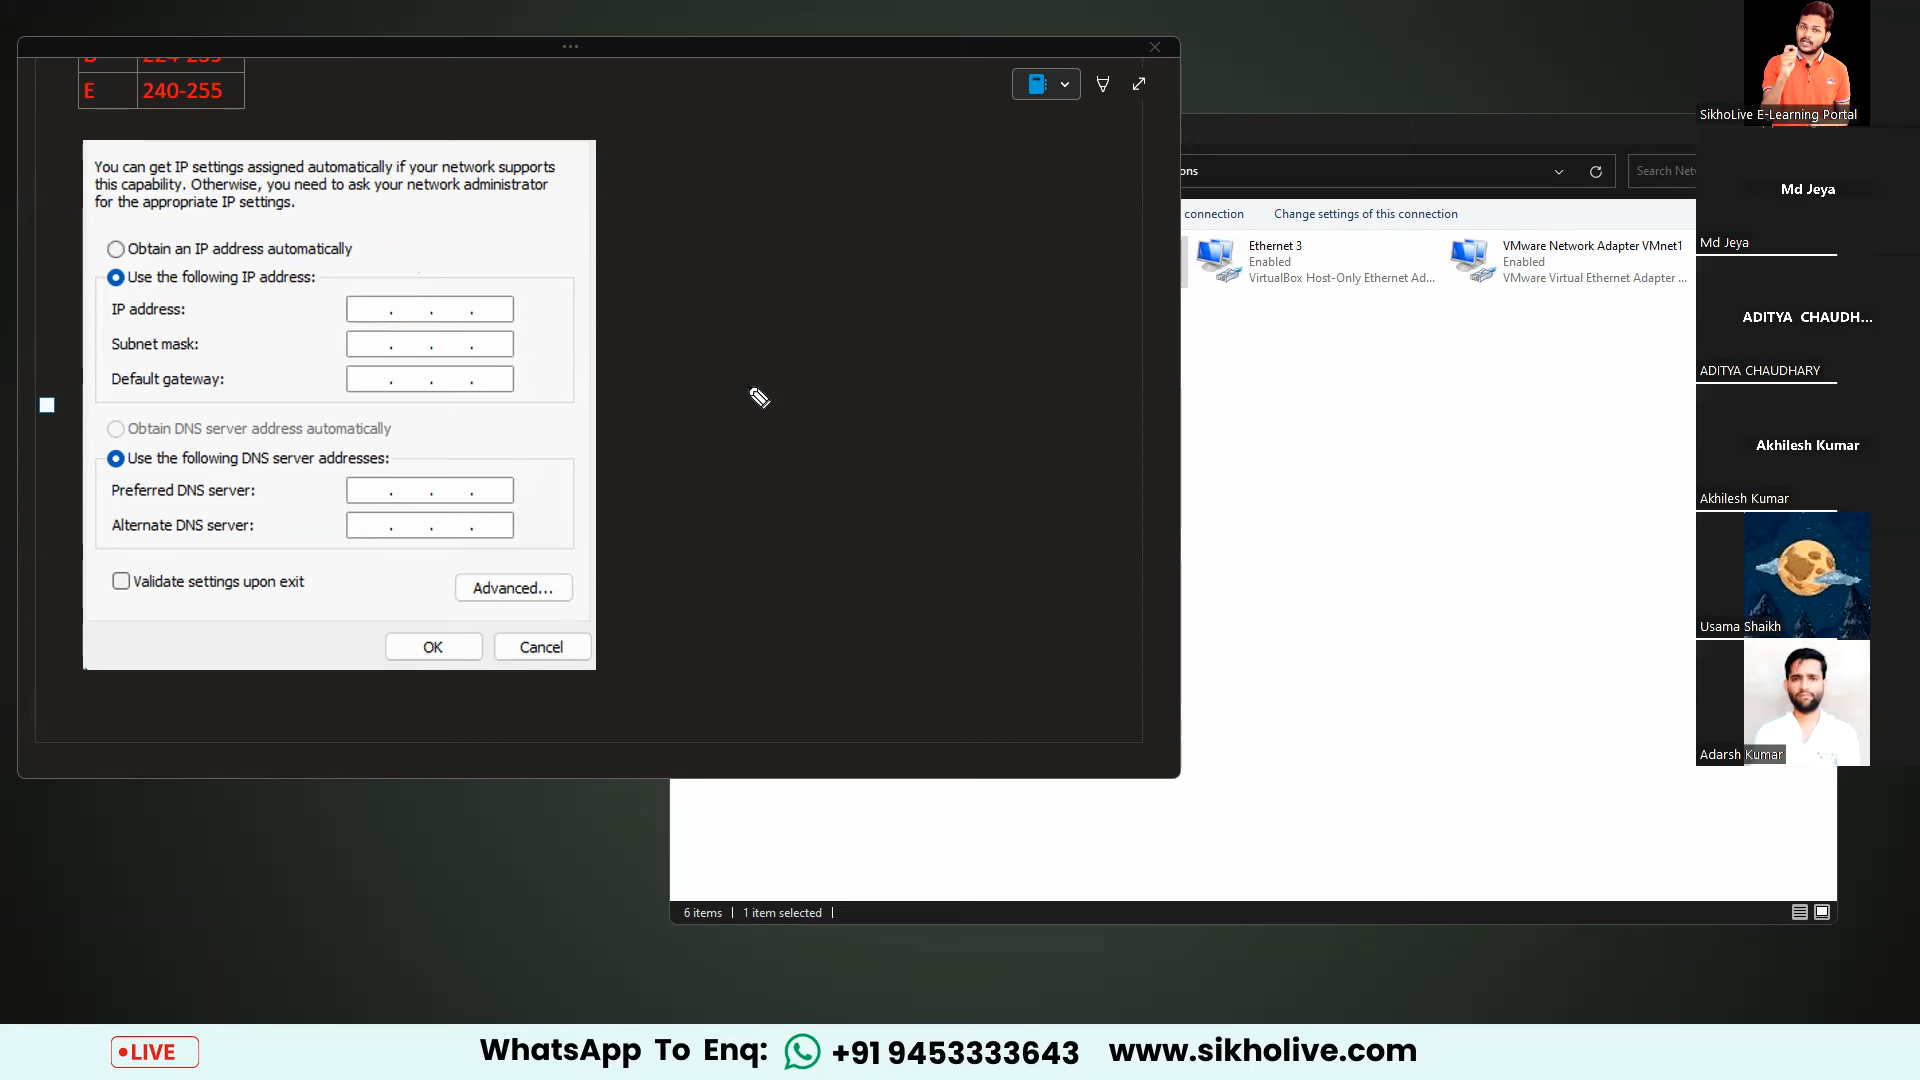 E 240-255
You can get IP settings assigned automatically if your network supports
this capability. Otherwise, you need to ask your network administrator
for the appropriate IP settings.
Obtain an IP address automatically
Use the following IP address:
IP address: . . .
Subnet mask: . . .
Default gateway: . . .
Obtain DNS server address automatically
Use the following DNS server addresses:
Preferred DNS server: . . .
Alternate DNS server: . . .
Validate settings upon exit
Advanced...
OK Cancel
ons
Search Net
connection Change settings of this connection
Ethernet 3
Enabled
VirtualBox Host-Only Ethernet Ad...
VMware Network Adapter VMnet1
Enabled
VMware Virtual Ethernet Adapter ...
6 items 1 item selected
SikhoLive E-Learning Portal
Md Jeya
Md Jeya
ADITYA CHAUDH...
ADITYA CHAUDHARY
Akhilesh Kumar
Akhilesh Kumar
Usama Shaikh
Adarsh Kumar
LIVE
WhatsApp To Enq: +91 9453333643 www.sikholive.com